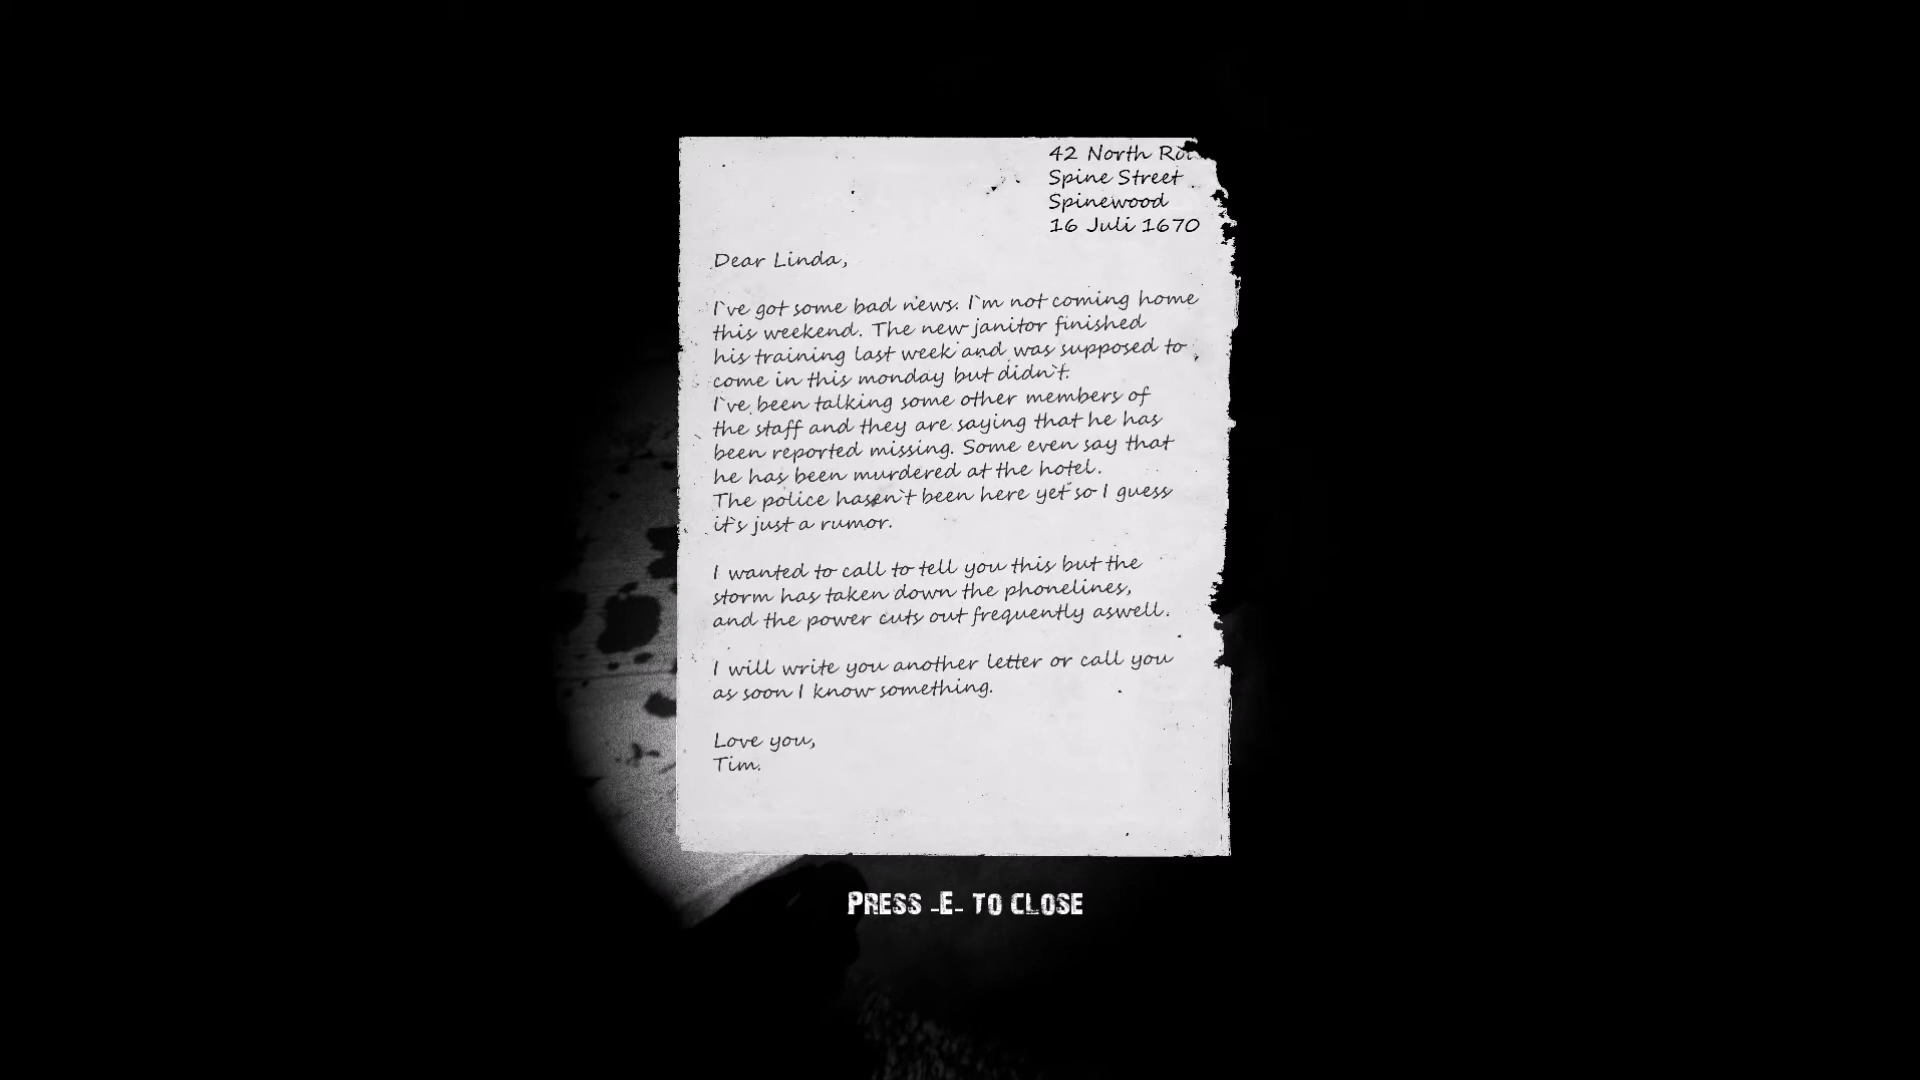 42 North
Spine Street
Spinewood
16 Juli 1670
Dear Linda,
I`ve got some bad news. I`m not coming home
this weekend. The new janitor finished
his training last week and was supposed to
come in this monday but didn`t.
I`ve been talking some other members of
the staff and they are saying that he has
been reported missing. Some even say that
he has been murdered at the hotel.
The police hasen`t been here yet so I guess
it`s just a rumor.
I wanted to call to tell you this but the
storm has taken down the phonelines,
and the power cuts out frequently aswell.
I will write you another letter or call you
as soon I know something.
Love you,
Tim.
PRESS -E- TO CLOSE